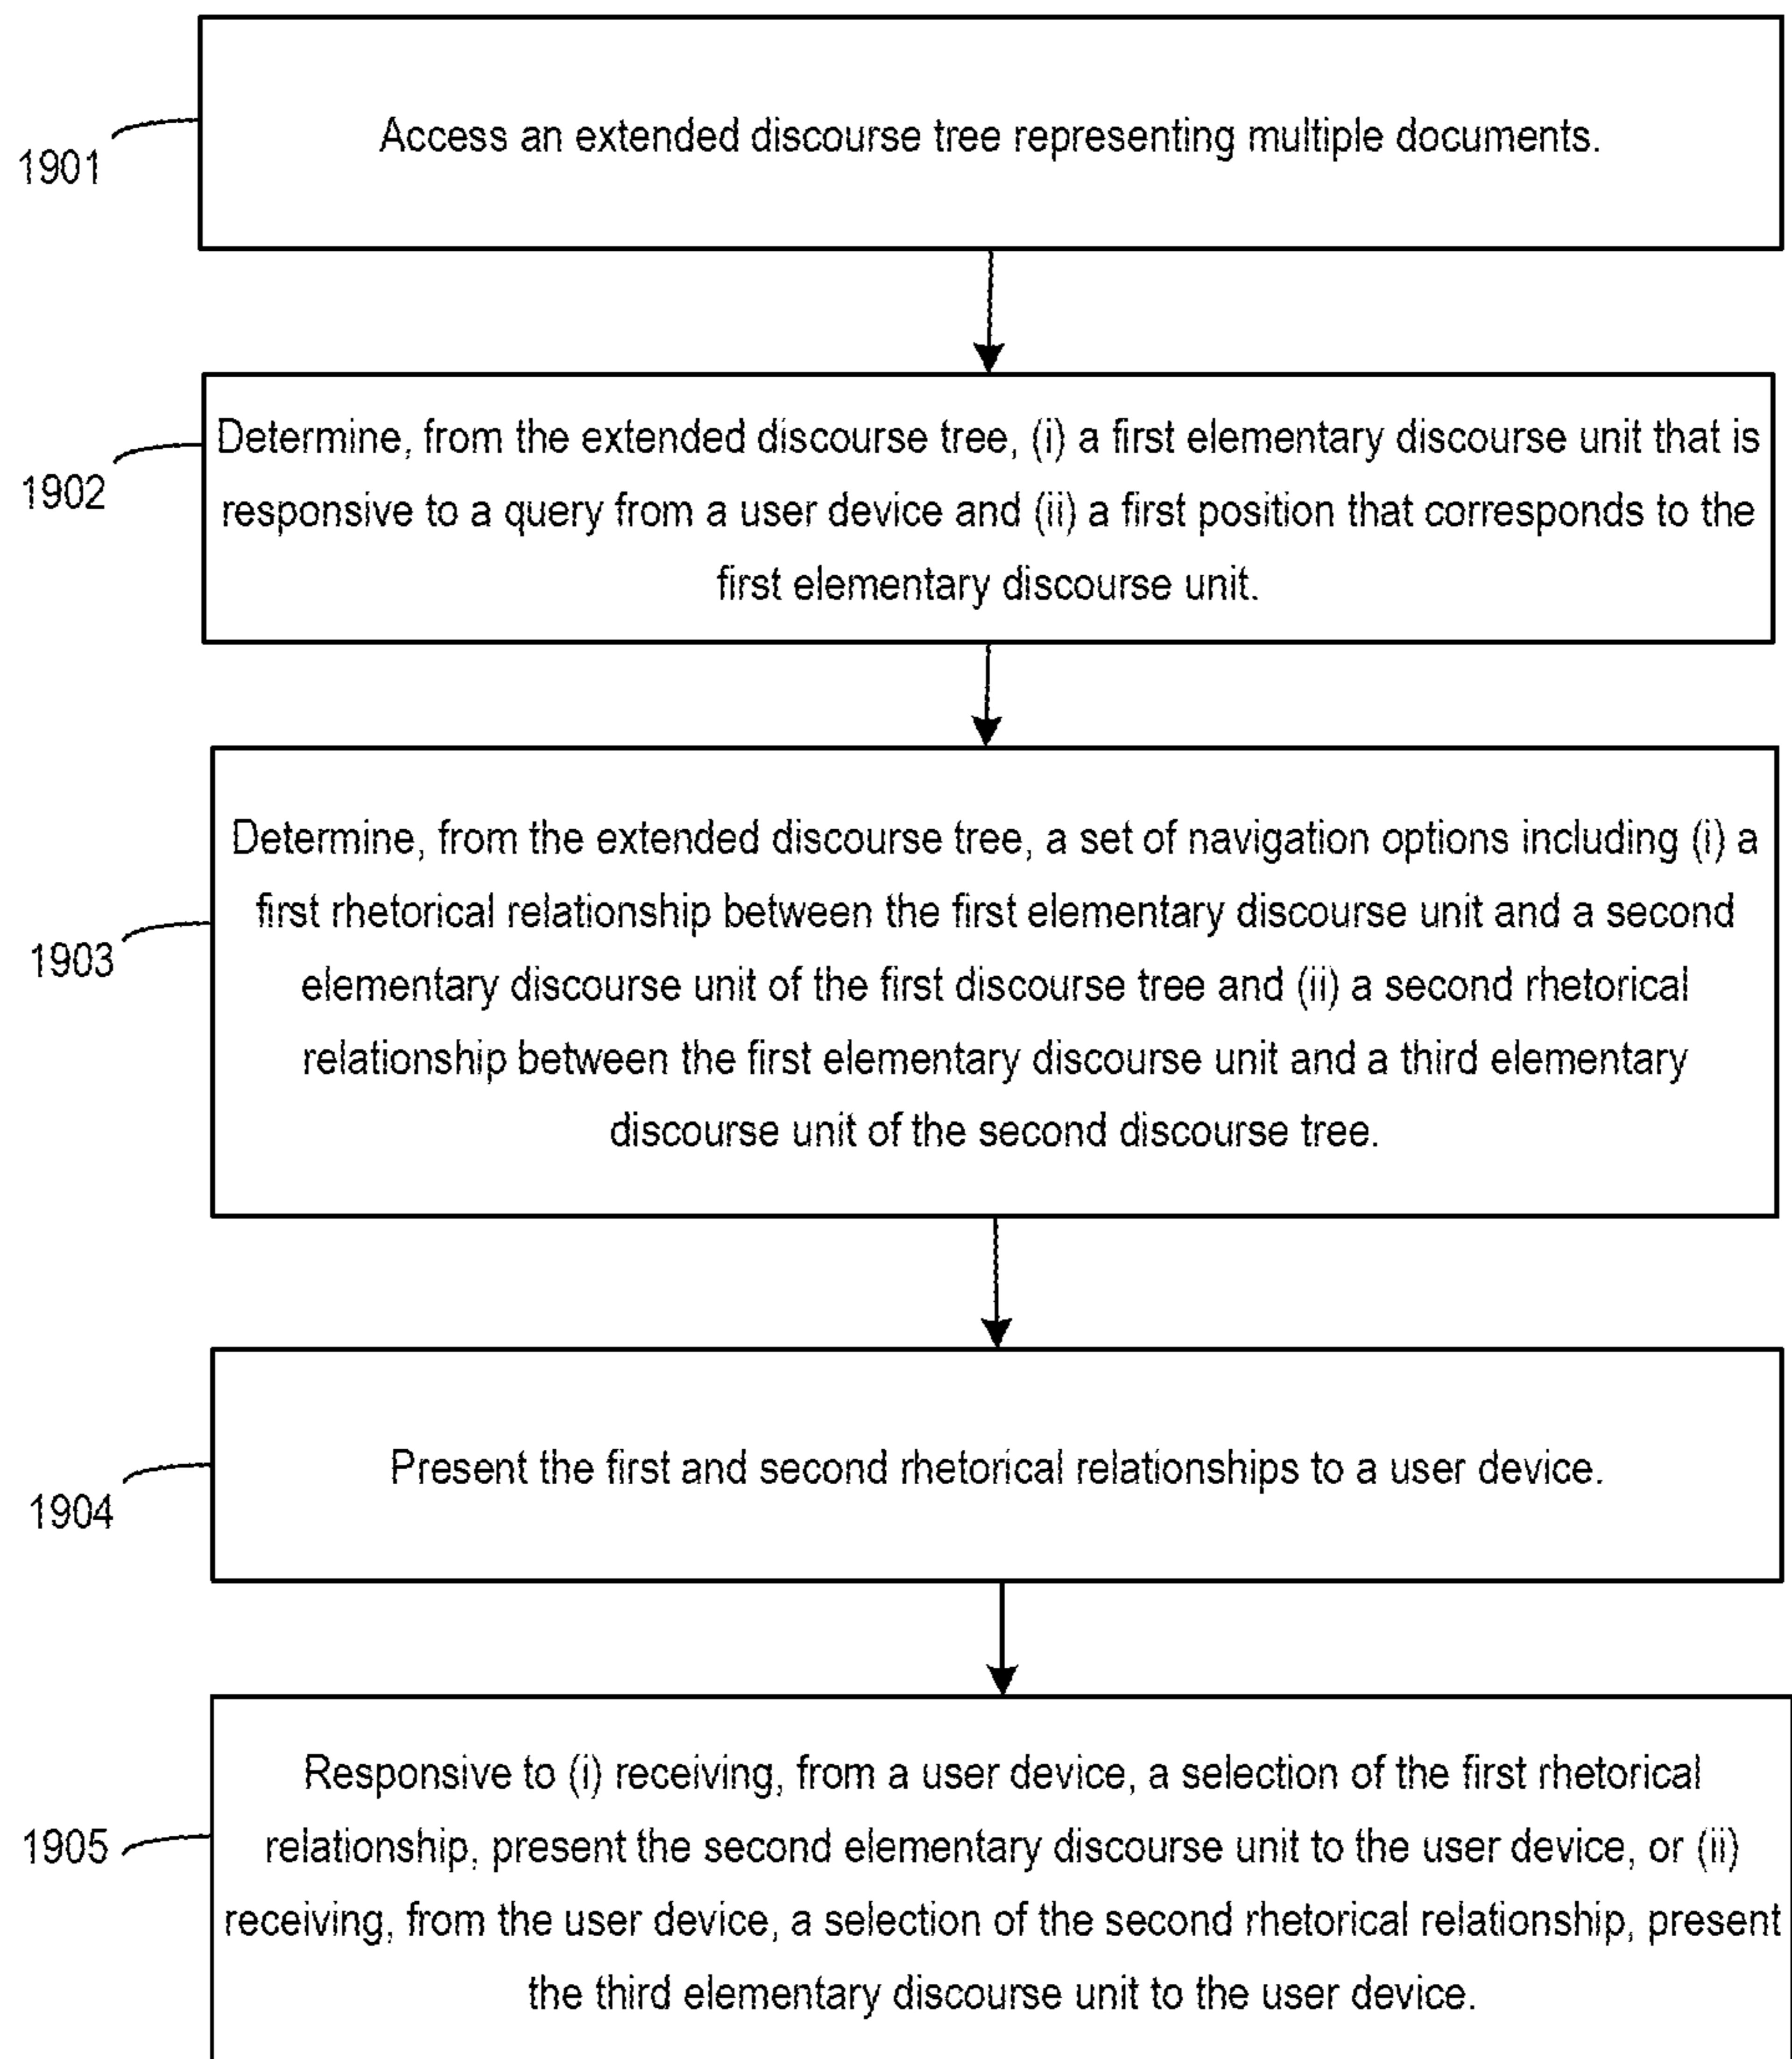 Access an extended discourse tree representing multiple documents.
1901
Determine, from the extended discourse tree, (i) a first elementary discourse unit that is
responsive to a query from a user device and (ii) a first position that corresponds to the
first elementary discourse unit.
1902
Determine, from the extended discourse tree, a set of navigation options including (i) a
first rhetorical relationship between the first elementary discourse unit and a second
elementary discourse unit of the first discourse tree and (ii) a second rhetorical
relationship between the first elementary discourse unit and a third elementary
discourse unit of the second discourse tree.
1903
Present the first and second rhetorical relationships to a user device.
1904
Responsive to (i) receiving, from a user device, a selection of the first rhetorical
relationship, present the second elementary discourse unit to the user device, or (ii)
receiving, from the user device, a selection of the second rhetorical relationship, present
the third elementary discourse unit to the user device.
1905